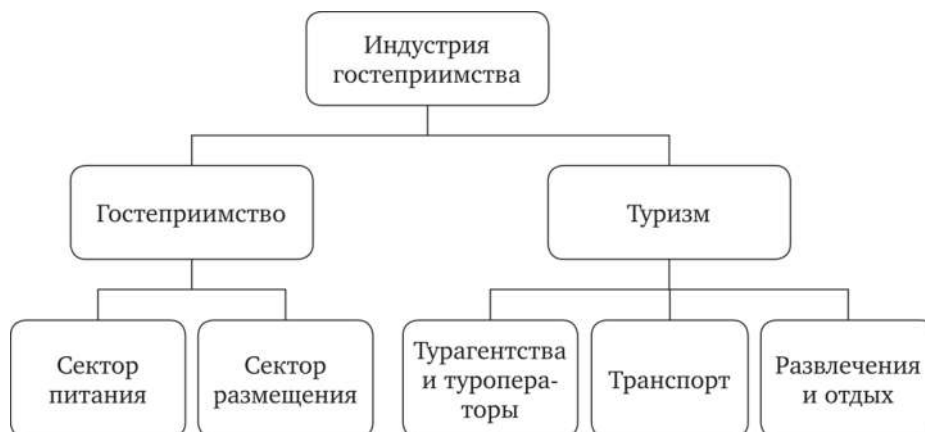 Индустрия
гостеприимства
Гостеприимство
Туризм
Сектор
питания
Сектор
размещения
Турагентства
и туропера-
торы
Транспорт
Развлечения
и отдых